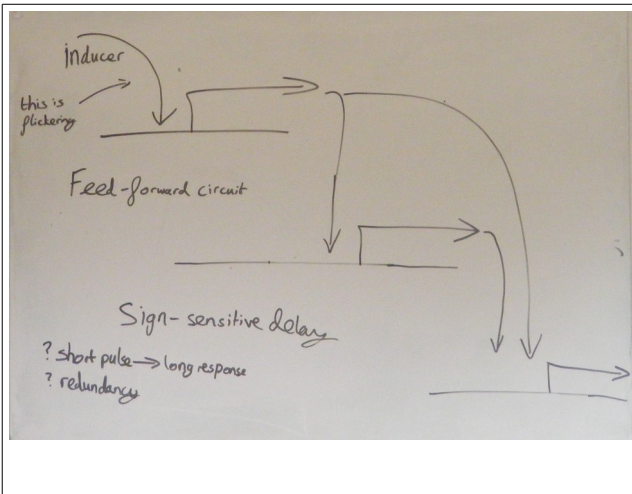 inducer
this is
flickering
Feed-forward circuit
Sign-sensitive delay
? short pulse → long response
? redundancy